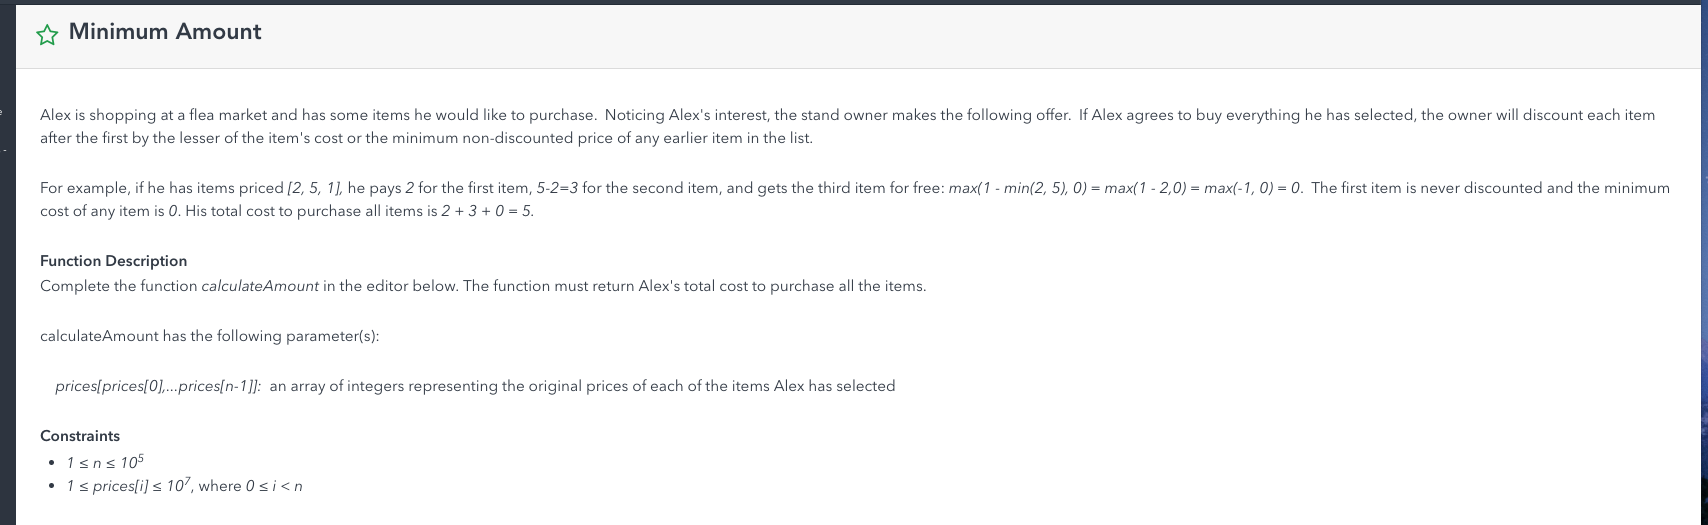 Minimum Amount
Alex is shopping at a flea market and has some items he would like to purchase.  Noticing Alex's interest, the stand owner makes the following offer.  If Alex agrees to buy everything he has selected, the owner will discount each item
after the first by the lesser of the item's cost or the minimum non-discounted price of any earlier item in the list.
For example, if he has items priced [2, 5, 1], he pays 2 for the first item, 5-2=3 for the second item, and gets the third item for free: max(1 - min(2, 5), 0) = max(1 - 2,0) = max(-1, 0) = 0.  The first item is never discounted and the minimum
cost of any item is 0. His total cost to purchase all items is 2 + 3 + 0 = 5.
Function Description
Complete the function calculateAmount in the editor below. The function must return Alex's total cost to purchase all the items.
calculateAmount has the following parameter(s):
prices[prices[0],...prices[n-1]]:  an array of integers representing the original prices of each of the items Alex has selected
Constraints
• 1 ≤ n ≤ 10⁵
• 1 ≤ prices[i] ≤ 10⁷, where 0 ≤ i < n